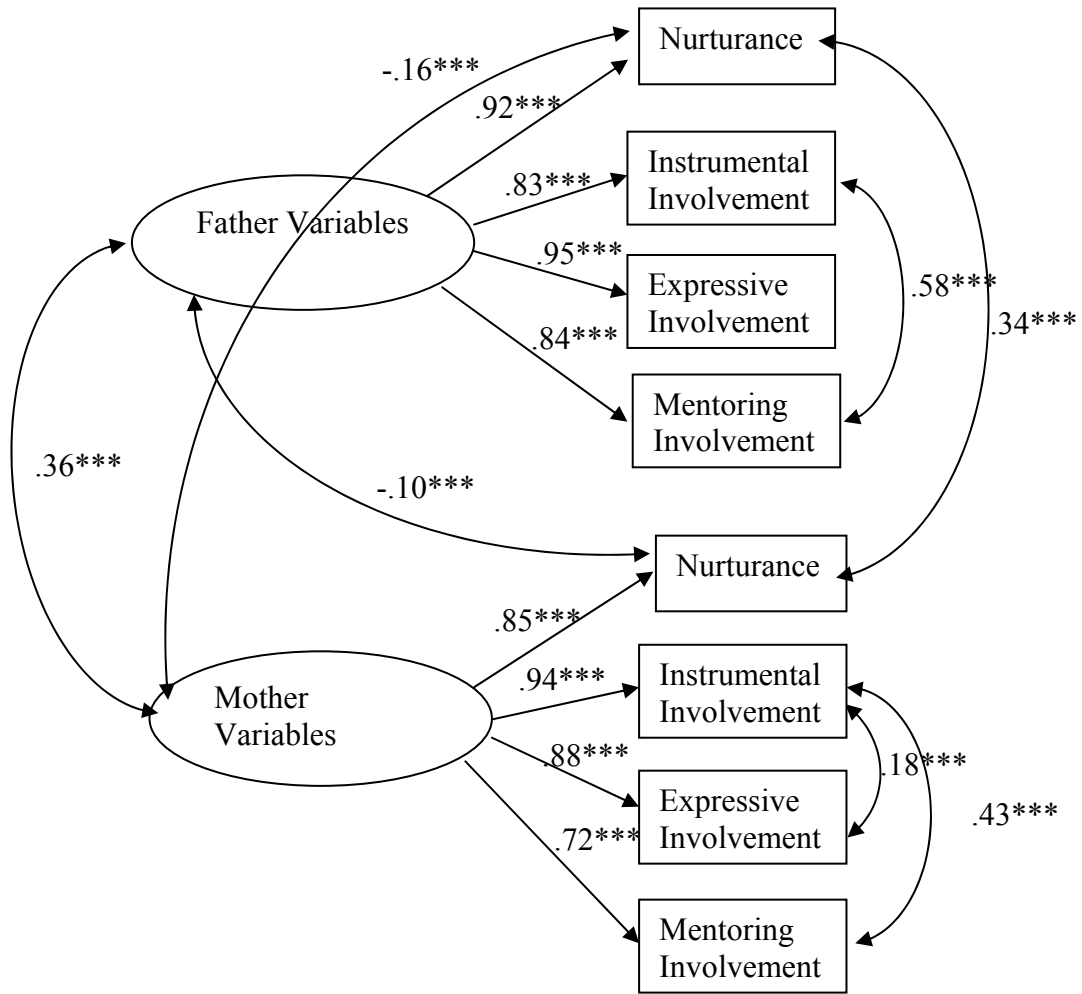 Nurturance
-.16***
.92***
Instrumental
Involvement
.83***
Father Variables
.95***
Expressive
Involvement
.58***
.34***
.84***
Mentoring
Involvement
.36***
-.10***
Nurturance
.85***
.94***
Instrumental
Involvement
Mother
Variables
.88***
.18***
Expressive
Involvement
.43***
.72***
Mentoring
Involvement